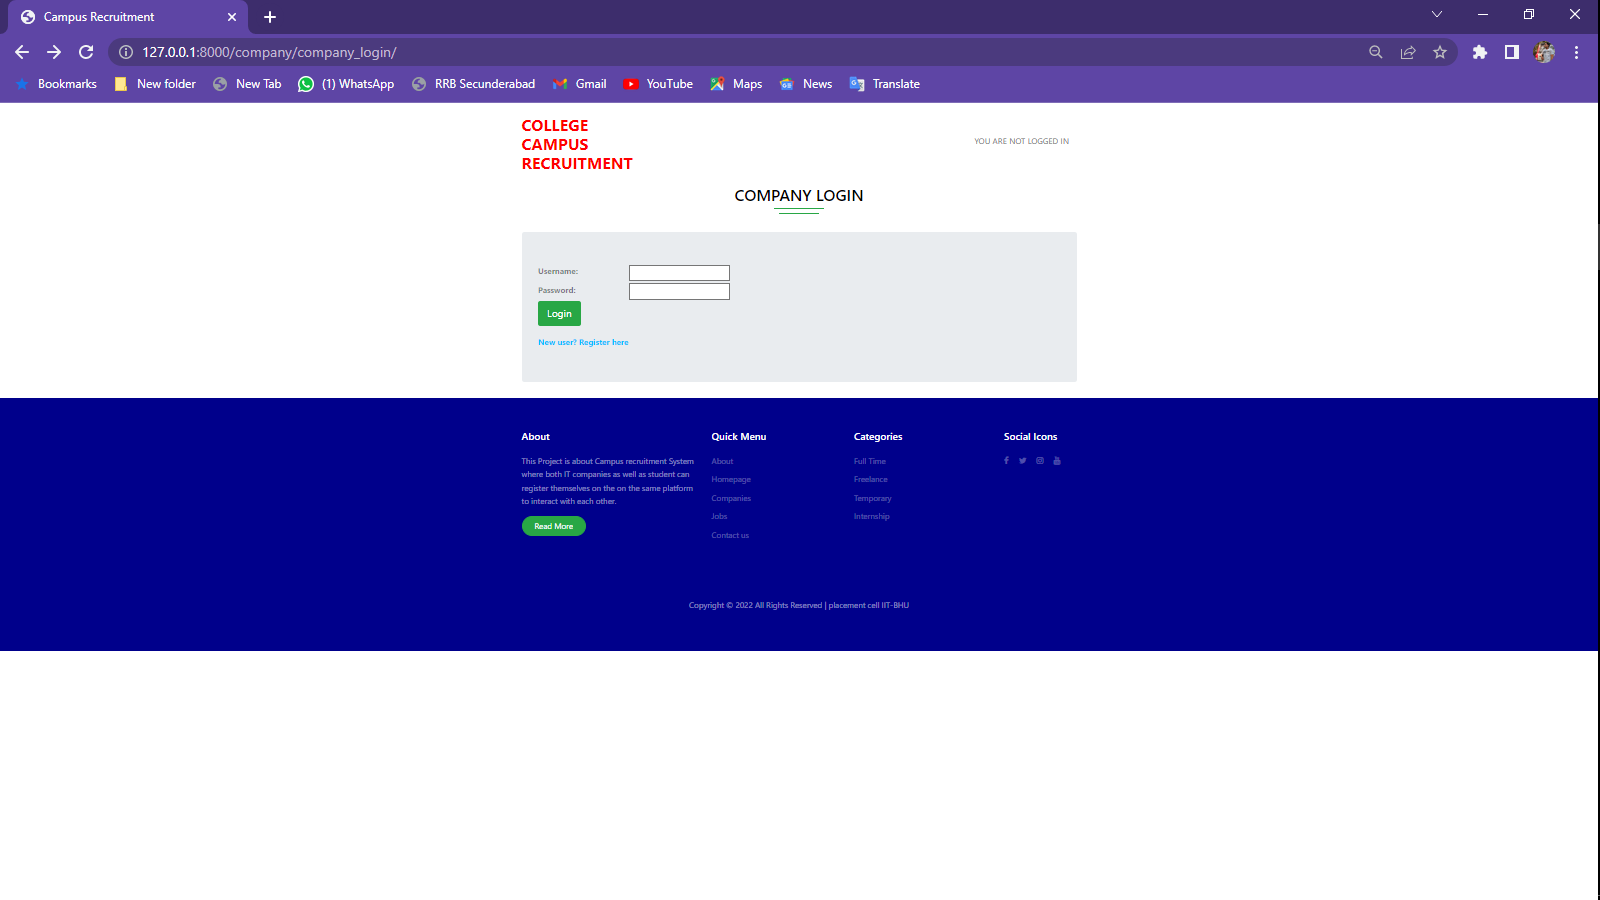 Campus Recruitment
127.0.0.1:8000/company/company_login/
Bookmarks New folder New Tab (1) WhatsApp RRB Secunderabad Gmail YouTube Maps News Translate
COLLEGE
CAMPUS
RECRUITMENT
YOU ARE NOT LOGGED IN
COMPANY LOGIN
Username:
Password:
Login
New user? Register here
About
This Project is about Campus recruitment System
where both IT companies as well as student can
register themselves on the on the same platform
to interact with each other.
Read More
Quick Menu
About
Homepage
Companies
Jobs
Contact us
Categories
Full Time
Freelance
Temporary
Internship
Social Icons
Copyright © 2022 All Rights Reserved | placement cell IIT-BHU